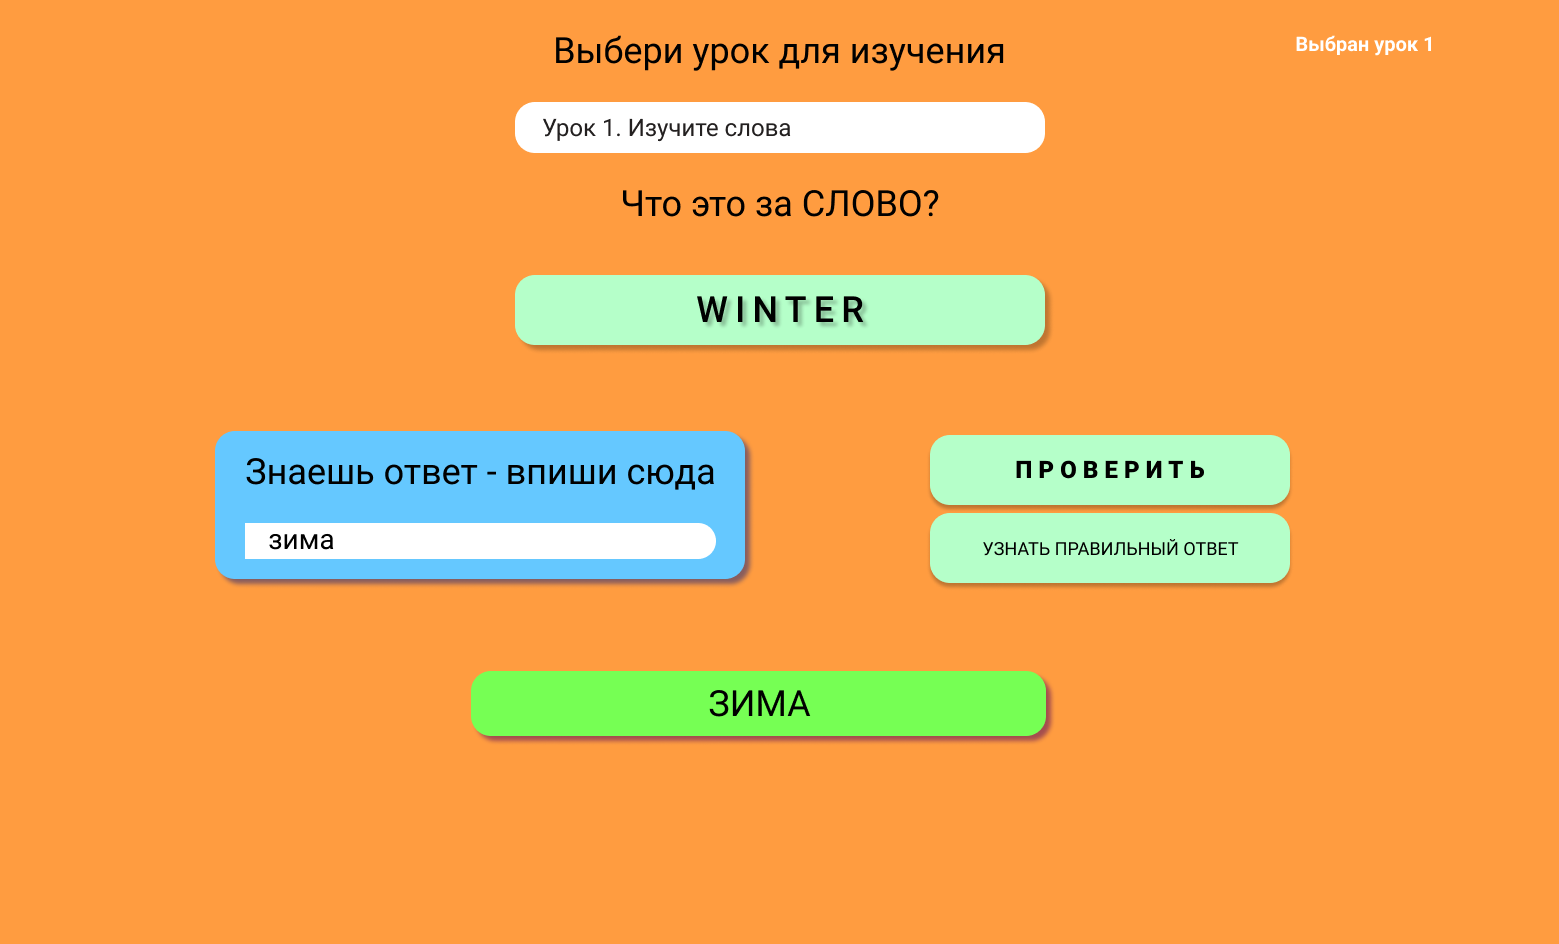 Выбери урок для изучения
Выбран урок 1
Урок 1. Изучите слова
Что это за СЛОВО?
WINTER
Знаешь ответ - впиши сюда
зима
ПРОВЕРИТЬ
УЗНАТЬ ПРАВИЛЬНЫЙ ОТВЕТ
ЗИМА